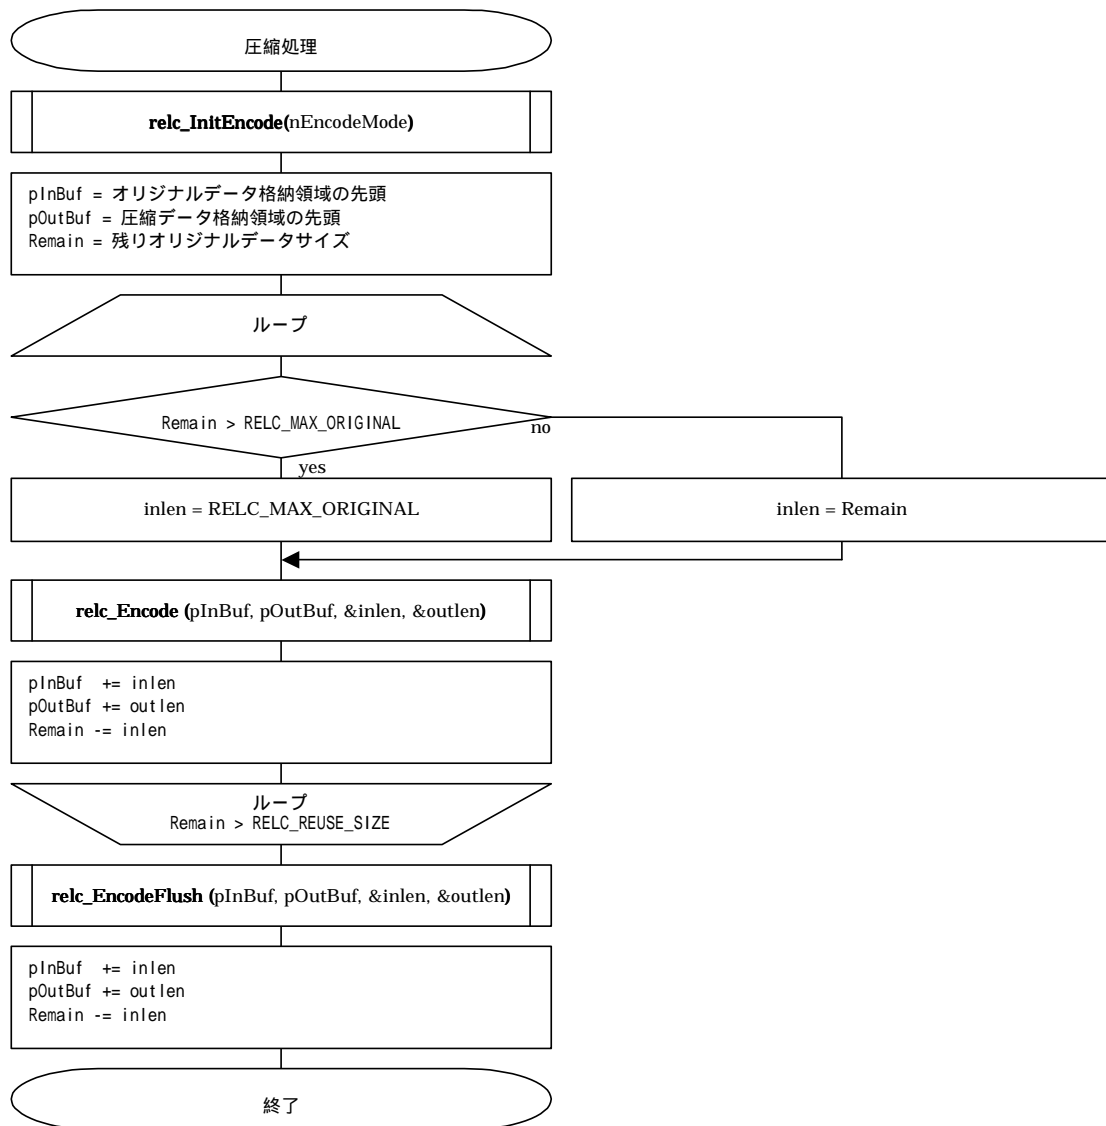 圧縮処理
relc_InitEncode(nEncodeMode)
pInBuf = オリジナルデータ格納領域の先頭
pOutBuf = 圧縮データ格納領域の先頭
Remain = 残りオリジナルデータサイズ
ループ
Remain > RELC_MAX_ORIGINAL
no
yes
inlen = RELC_MAX_ORIGINAL
inlen = Remain
relc_Encode (pInBuf, pOutBuf, &inlen, &outlen)
pInBuf  += inlen
pOutBuf += outlen
Remain -= inlen
ループ
Remain > RELC_REUSE_SIZE
relc_EncodeFlush (pInBuf, pOutBuf, &inlen, &outlen)
pInBuf  += inlen
pOutBuf += outlen
Remain -= inlen
終了